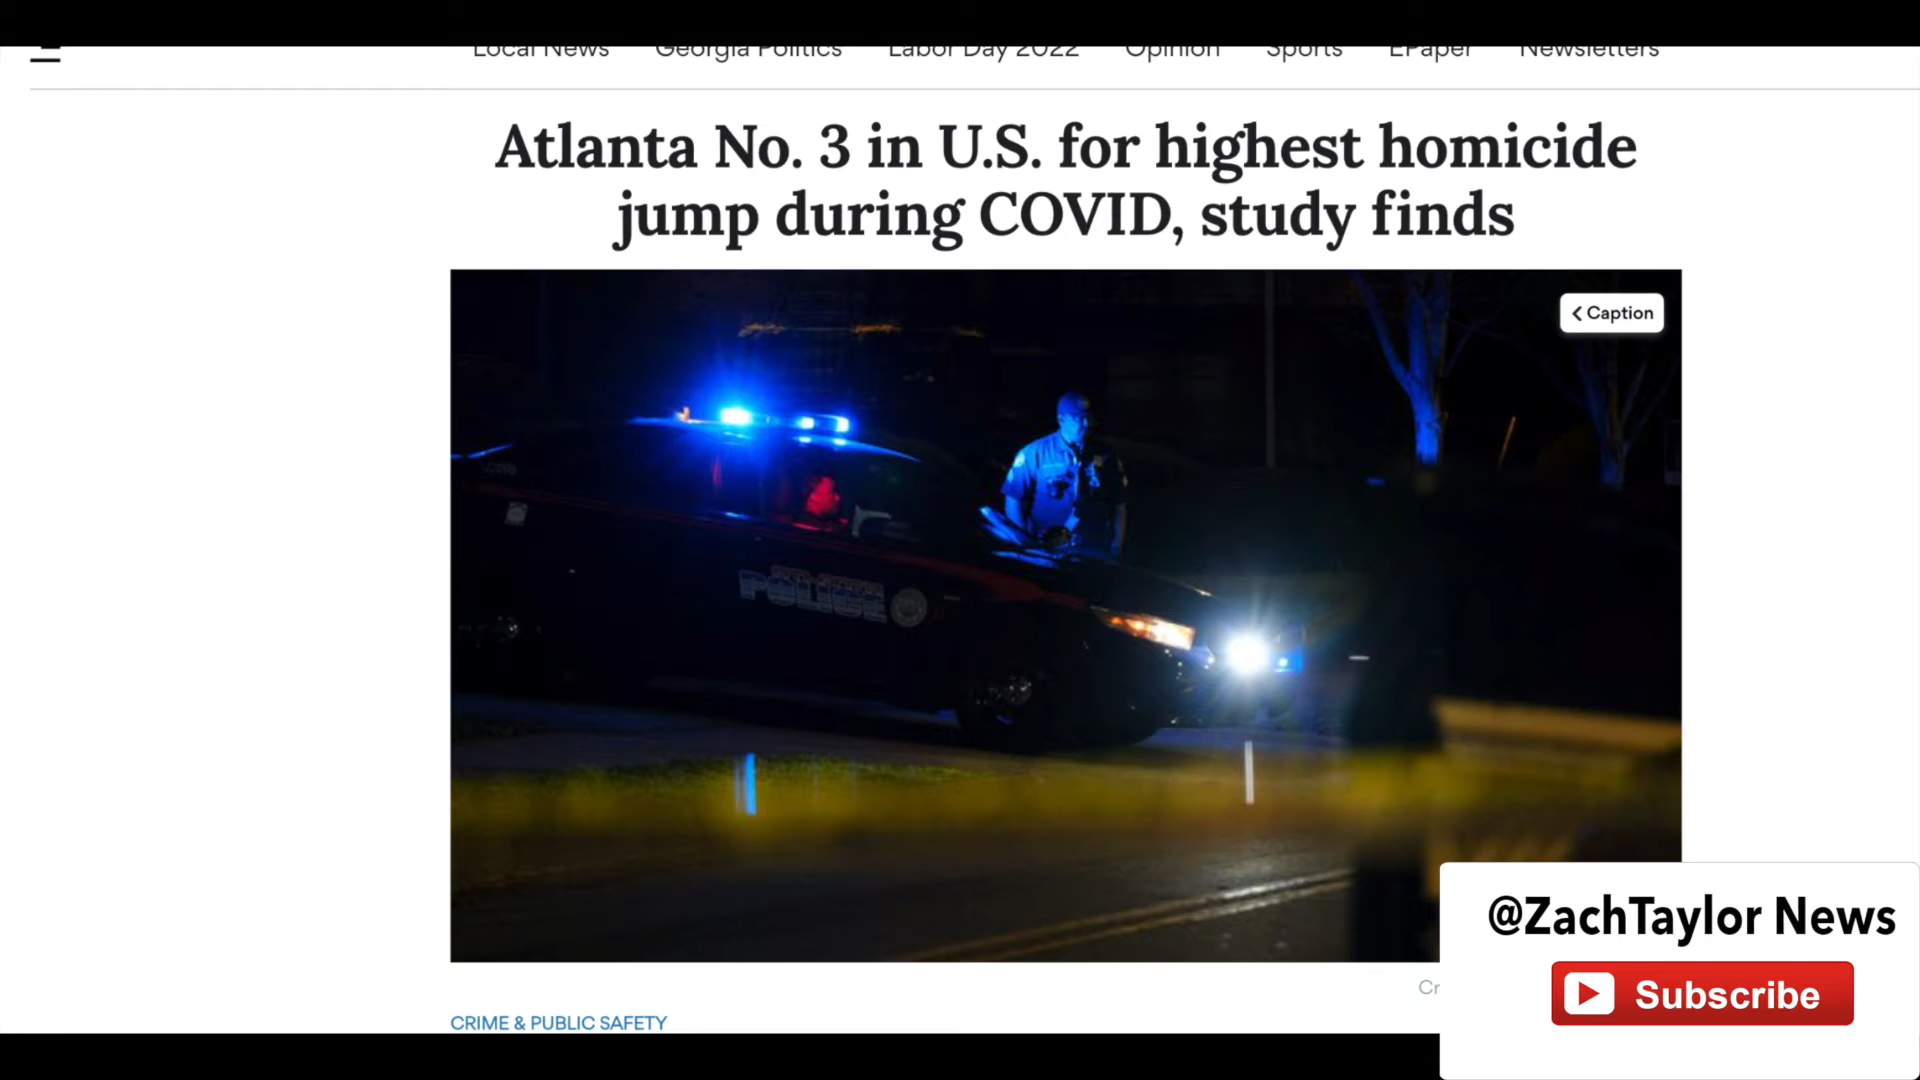 Local News Georgia Politics Labor Day 2022 Opinion Sports EPaper Newsletters
Atlanta No. 3 in U.S. for highest homicide
jump during COVID, study finds
Caption
POLICE
Cr
CRIME & PUBLIC SAFETY
@ZachTaylor News
Subscribe